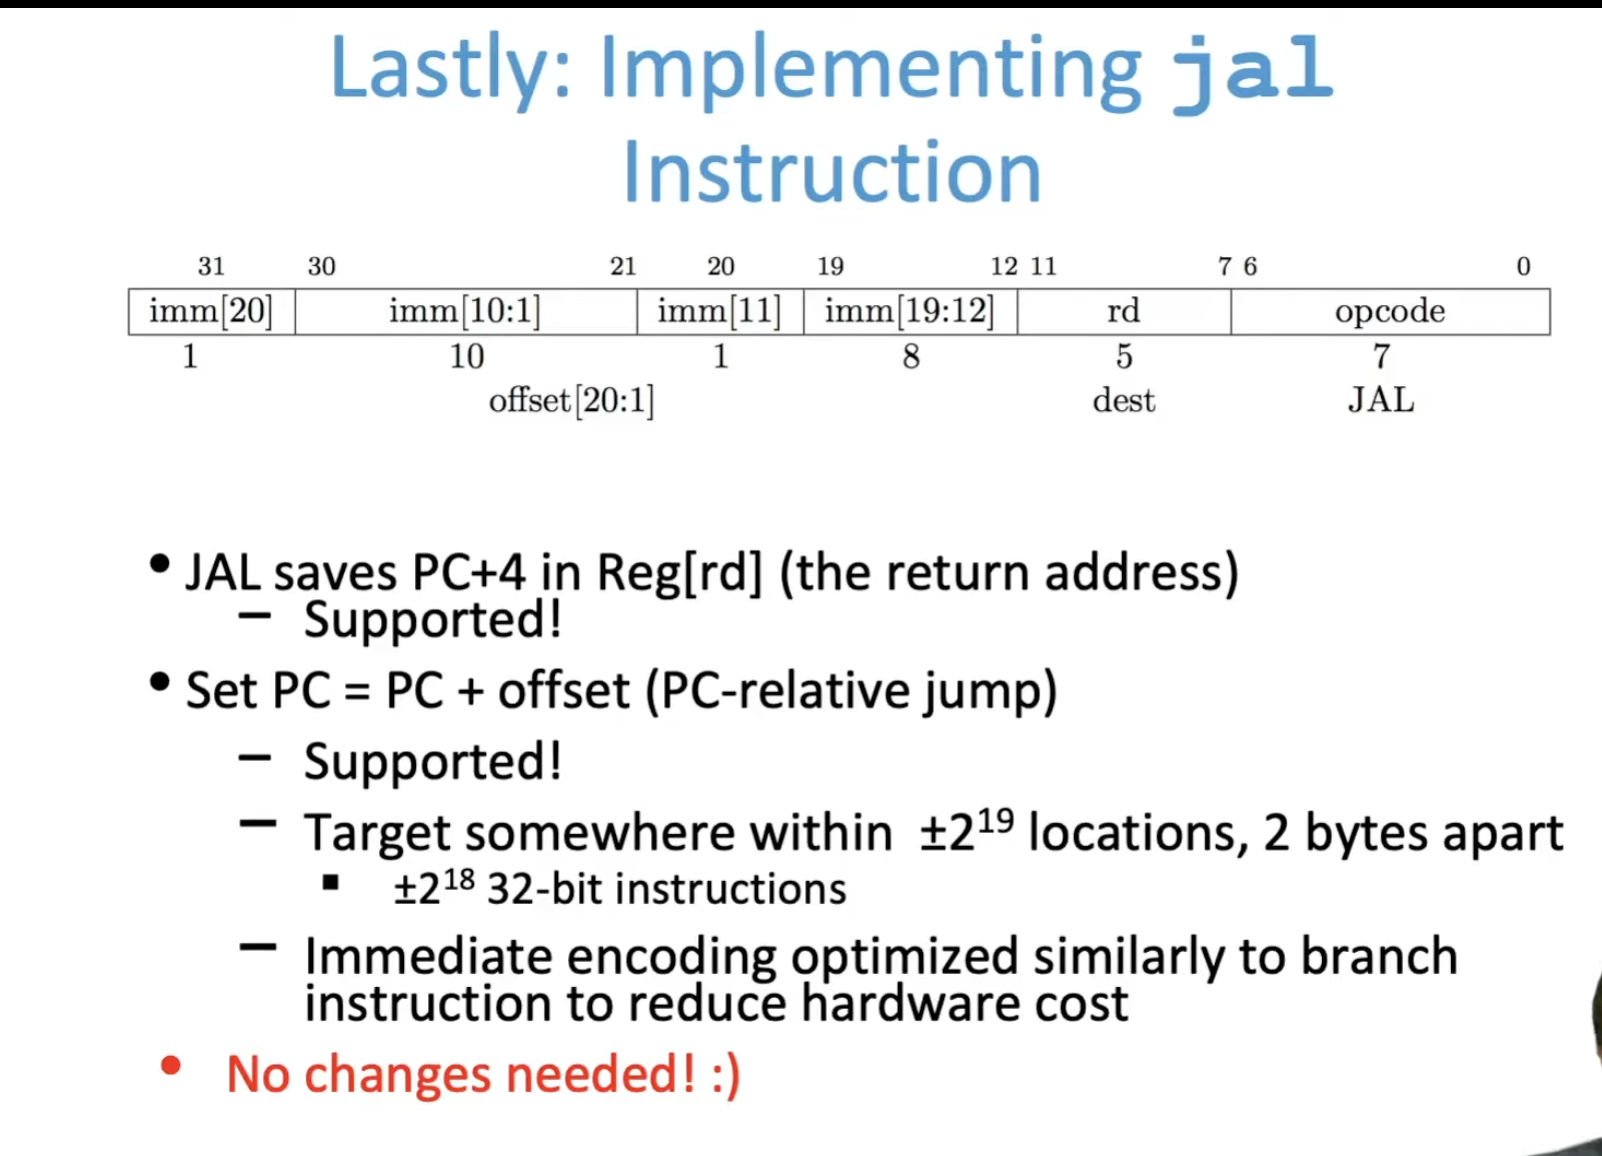 Lastly: Implementing jal
Instruction
31 30 21 20 19 12 11 7 6 0
imm[20] imm[10:1] imm[11] imm[19:12] rd opcode
1 10 1 8 5 7
offset[20:1] dest JAL
• JAL saves PC+4 in Reg[rd] (the return address)
– Supported!
• Set PC = PC + offset (PC-relative jump)
– Supported!
– Target somewhere within ±2¹⁹ locations, 2 bytes apart
▪ ±2¹⁸ 32-bit instructions
– Immediate encoding optimized similarly to branch
instruction to reduce hardware cost
• No changes needed! :)